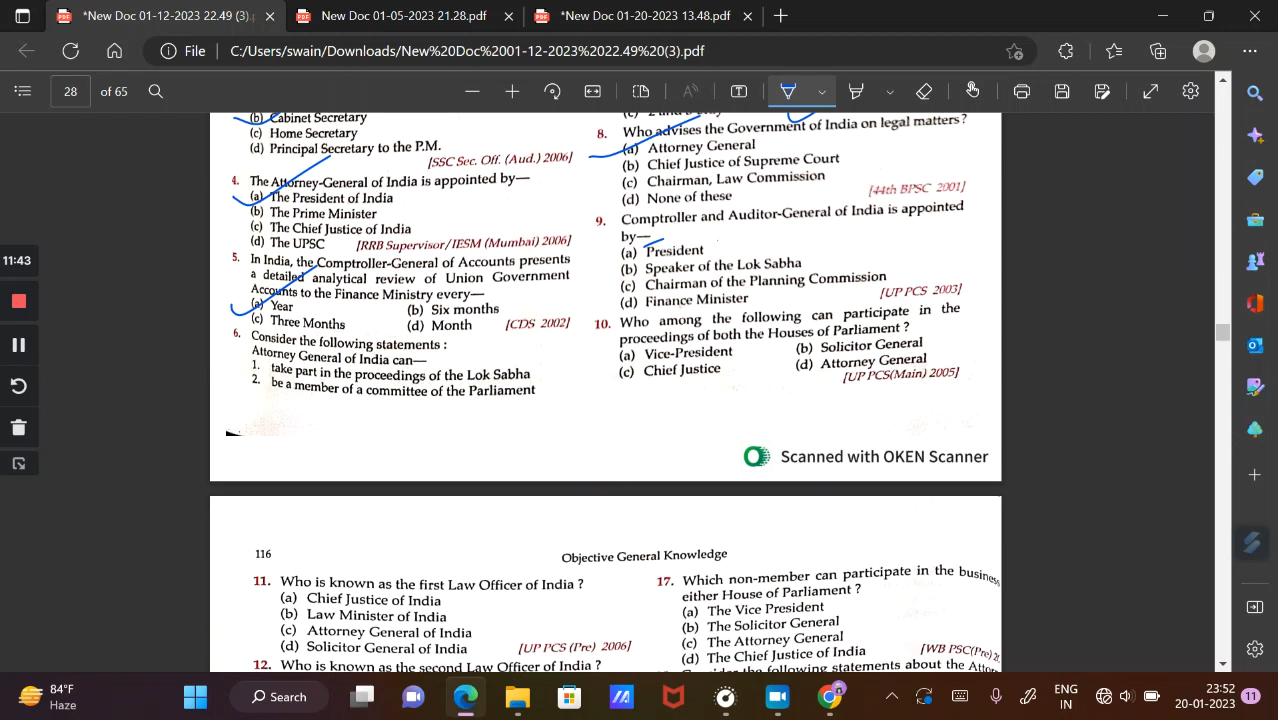 *New Doc 01-12-2023 22.49 (3).
New Doc 01-05-2023 21.28.pdf
*New Doc 01-20-2023 13.48.pdf
File
C:/Users/swain/Downloads/New%20Doc%2001-12-2023%2022.49%20(3).pdf
28
of 65
11:43
(b) Cabinet Secretary
(c) Home Secretary
(d) Principal Secretary to the P.M.
[SSC Sec. Off. (Aud.) 2006]
4. The Attorney-General of India is appointed by—
(a) The President of India
(b) The Prime Minister
(c) The Chief Justice of India
(d) The UPSC [RRB Supervisor/IESM (Mumbai) 2006]
5. In India, the Comptroller-General of Accounts presents
a detailed analytical review of Union Government
Accounts to the Finance Ministry every—
(a) Year (b) Six months
(c) Three Months (d) Month [CDS 2002]
6. Consider the following statements :
Attorney General of India can—
1. take part in the proceedings of the Lok Sabha
2. be a member of a committee of the Parliament
8. Who advises the Government of India on legal matters?
(a) Attorney General
(b) Chief Justice of Supreme Court
(c) Chairman, Law Commission
(d) None of these [44th BPSC 2001]
9. Comptroller and Auditor-General of India is appointed
by—
(a) President
(b) Speaker of the Lok Sabha
(c) Chairman of the Planning Commission
(d) Finance Minister [UP PCS 2003]
10. Who among the following can participate in the
proceedings of both the Houses of Parliament ?
(a) Vice-President (b) Solicitor General
(c) Chief Justice (d) Attorney General
[UP PCS(Main) 2005]
Scanned with OKEN Scanner
116
Objective General Knowledge
11. Who is known as the first Law Officer of India ?
(a) Chief Justice of India
(b) Law Minister of India
(c) Attorney General of India
(d) Solicitor General of India [UP PCS (Pre) 2006]
12. Who is known as the second Law Officer of India ?
17. Which non-member can participate in the business
either House of Parliament ?
(a) The Vice President
(b) The Solicitor General
(c) The Attorney General
(d) The Chief Justice of India [WB PSC(Pre)
the following statements about the
84°F
Haze
Search
ENG
IN
23:52
20-01-2023
11